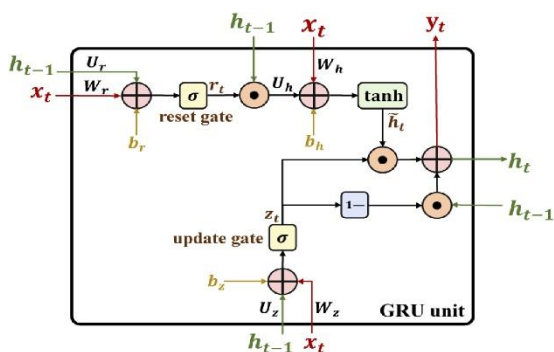 h_{t-1} x_t y_t
h_{t-1} U_r
x_t W_r σ r_t U_h W_h tanh
reset gate
b_r b_h h̃_t
h_t
z_t 1−
h_{t-1}
update gate σ
b_z
U_z W_z GRU unit
h_{t-1} x_t